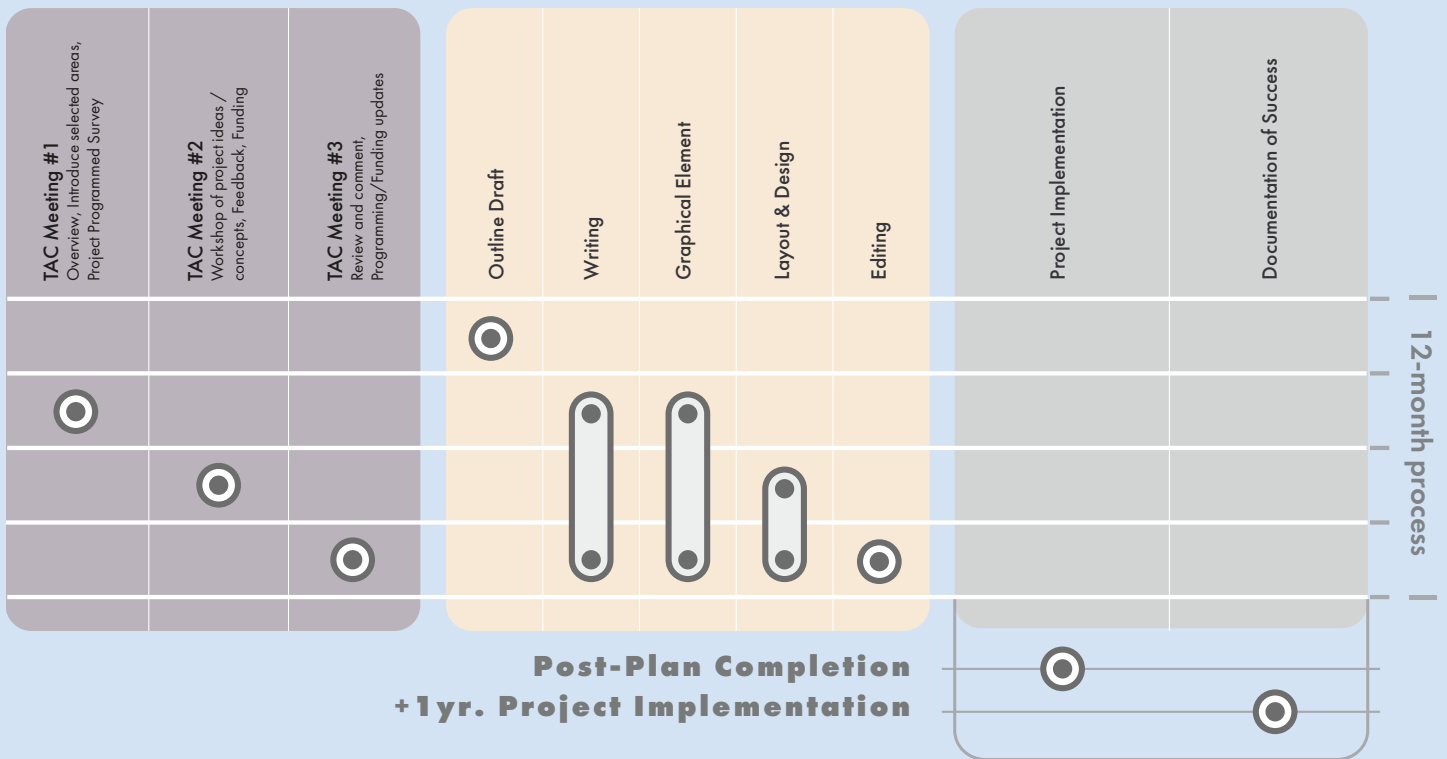 TAC Meeting #1
Overview, Introduce selected areas,
Project Programmed Survey
TAC Meeting #2
Workshop of project ideas /
concepts, Feedback, Funding
TAC Meeting #3
Review and comment,
Programming/Funding updates
Outline Draft
Writing
Graphical Element
Layout & Design
Editing
Project Implementation
Documentation of Success
12-month process
Post-Plan Completion
+1yr. Project Implementation